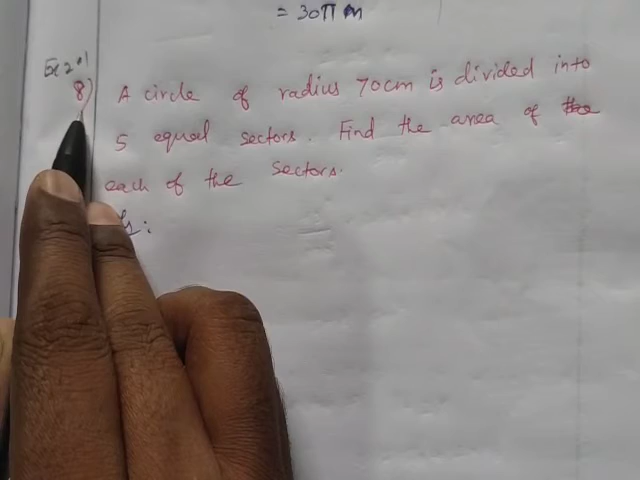 = 30π m
Ex 2.1
8) A circle of radius 70cm is divided into
5 equal sectors. Find the area of the
each of the sectors.